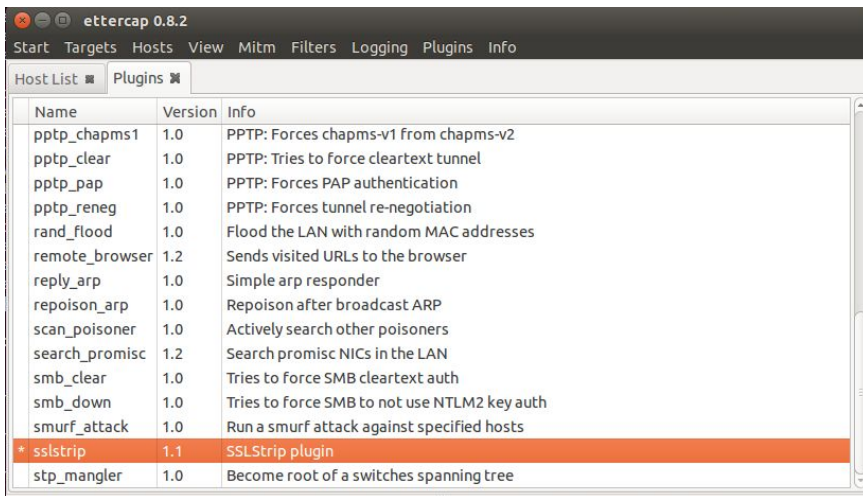 ettercap 0.8.2
Start Targets Hosts View Mitm Filters Logging Plugins Info
Host List Plugins
Name Version Info
pptp_chapms1 1.0 PPTP: Forces chapms-v1 from chapms-v2
pptp_clear 1.0 PPTP: Tries to force cleartext tunnel
pptp_pap 1.0 PPTP: Forces PAP authentication
pptp_reneg 1.0 PPTP: Forces tunnel re-negotiation
rand_flood 1.0 Flood the LAN with random MAC addresses
remote_browser 1.2 Sends visited URLs to the browser
reply_arp 1.0 Simple arp responder
repoison_arp 1.0 Repoison after broadcast ARP
scan_poisoner 1.0 Actively search other poisoners
search_promisc 1.2 Search promisc NICs in the LAN
smb_clear 1.0 Tries to force SMB cleartext auth
smb_down 1.0 Tries to force SMB to not use NTLM2 key auth
smurf_attack 1.0 Run a smurf attack against specified hosts
* sslstrip 1.1 SSLStrip plugin
stp_mangler 1.0 Become root of a switches spanning tree